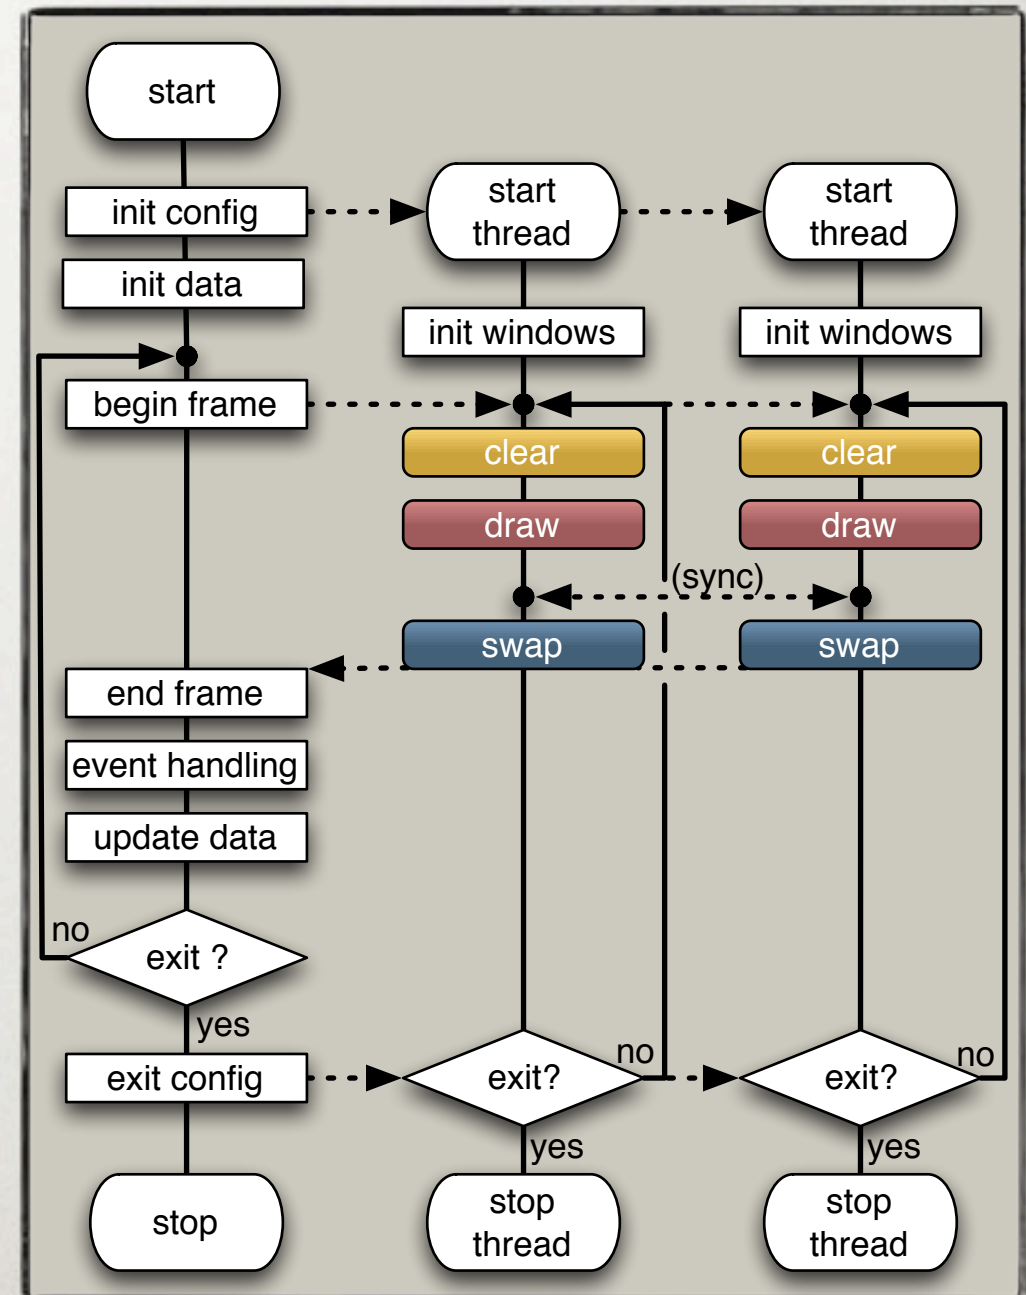 start
init config
init data
begin frame
end frame
event handling
update data
no
exit ?
yes
exit config
stop
start
thread
init windows
clear
draw
(sync)
swap
exit?
no
yes
stop
thread
start
thread
init windows
clear
draw
swap
exit?
no
yes
stop
thread